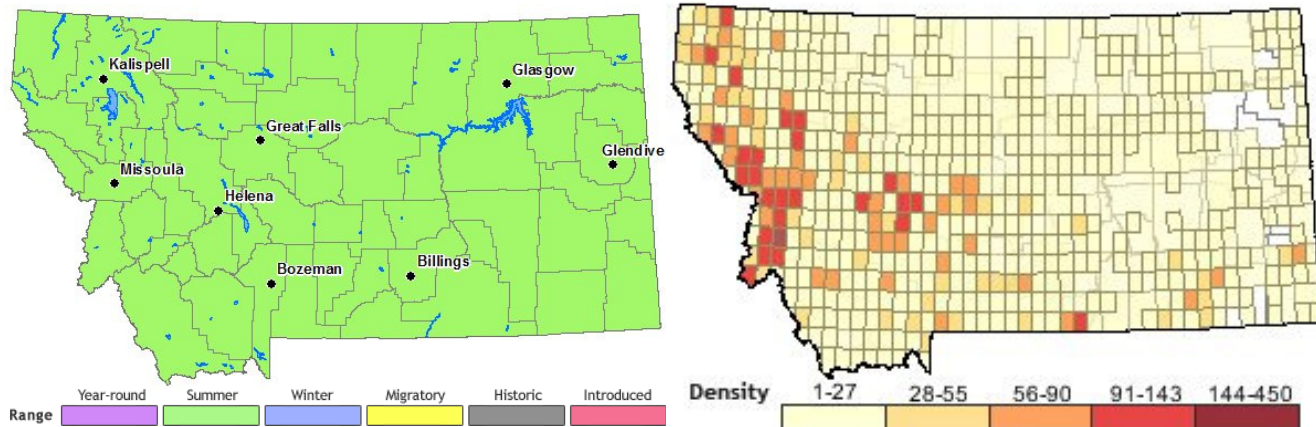 Kalispell
Glasgow
Great Falls
Glendive
Missoula
Helena
Bozeman
Billings
Range Year-round Summer Winter Migratory Historic Introduced
Density 1-27 28-55 56-90 91-143 144-450